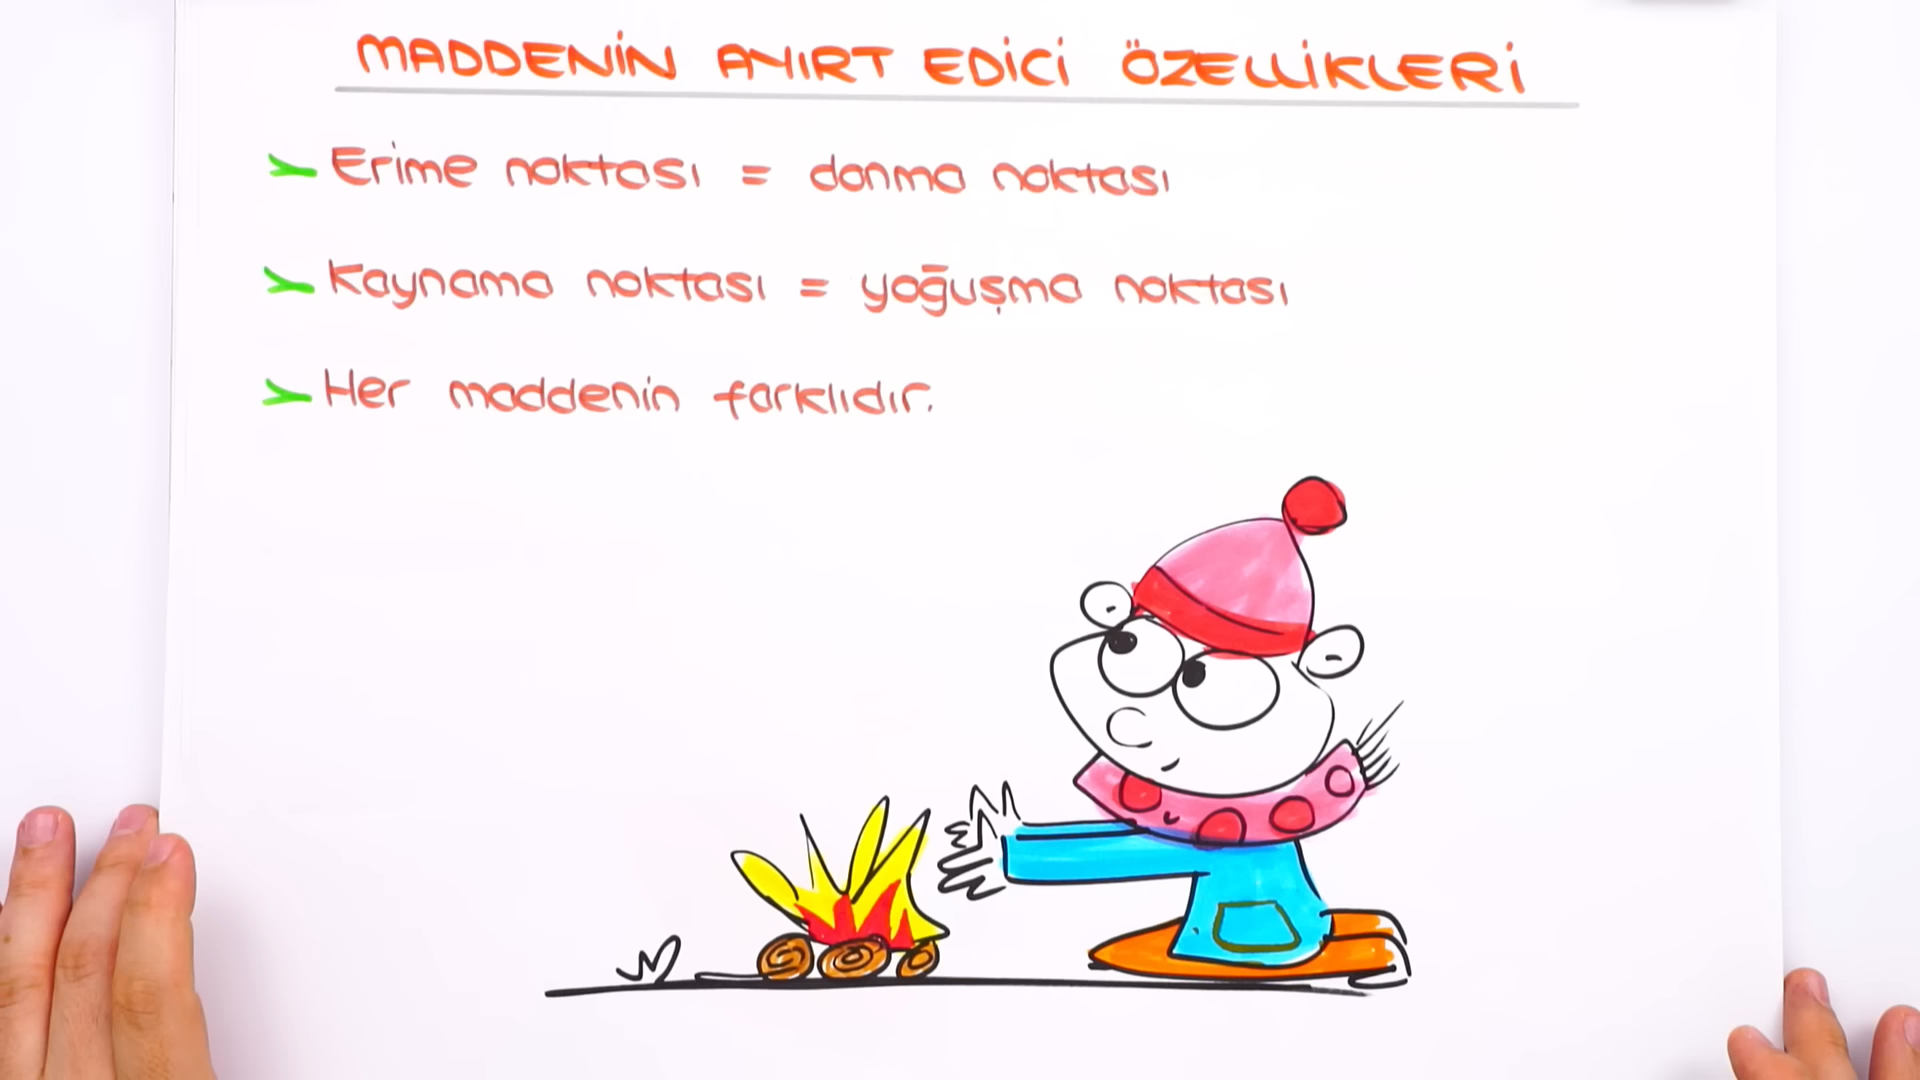 MADDENİN AYIRT EDİCİ ÖZELLİKLERİ
Erime noktası = donma noktası
Kaynama noktası = yoğuşma noktası
Her maddenin farklıdır.